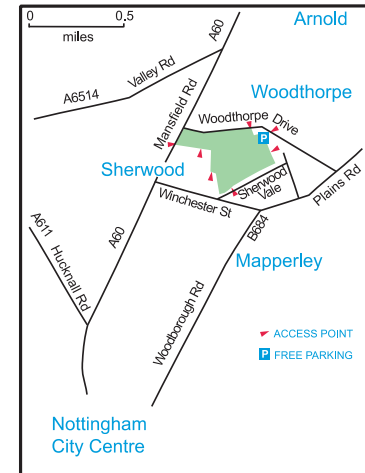 0 0.5
miles
Arnold
A60
Valley Rd
A6514
Mansfield Rd
Woodthorpe
Woodthorpe Drive
P
Sherwood
Sherwood
Vale
Plains Rd
Winchester St
A611
Hucknall Rd
A60
B684
Mapperley
Woodborough Rd
ACCESS POINT
P FREE PARKING
Nottingham
City Centre